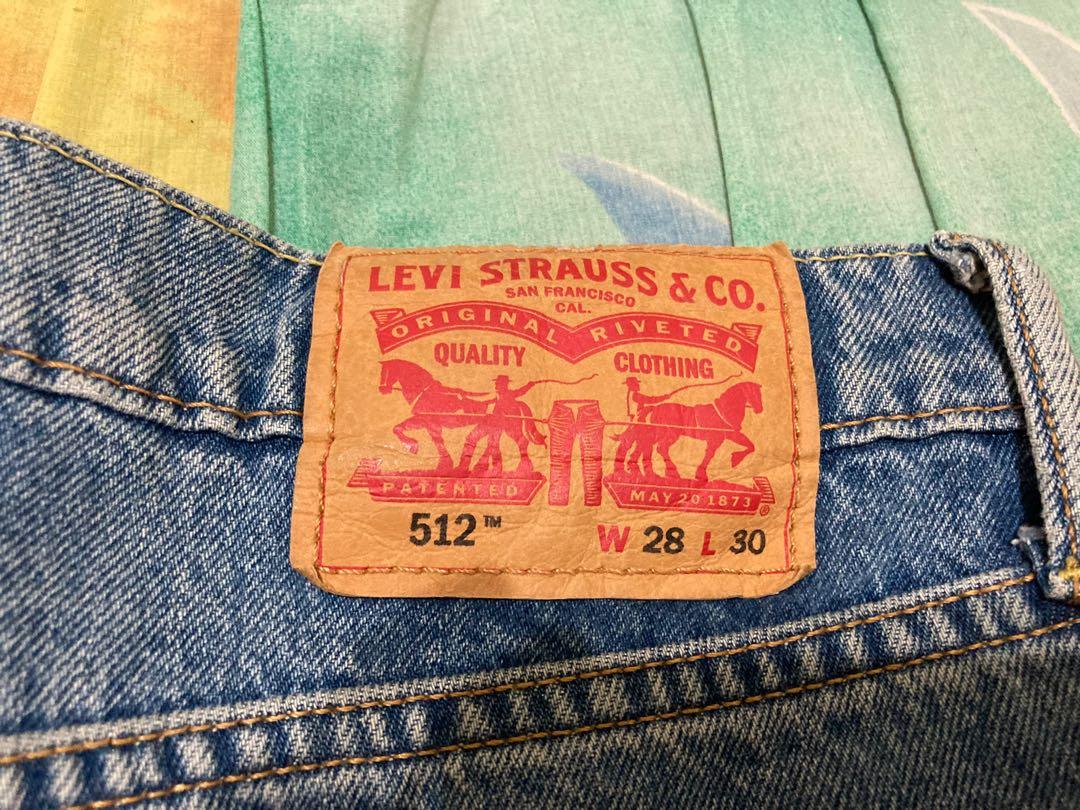 LEVI STRAUSS & CO.
SAN FRANCISCO
CAL.
ORIGINAL RIVETED
QUALITY CLOTHING
PATENTED MAY 20 1873 ®
512™ W 28 L 30